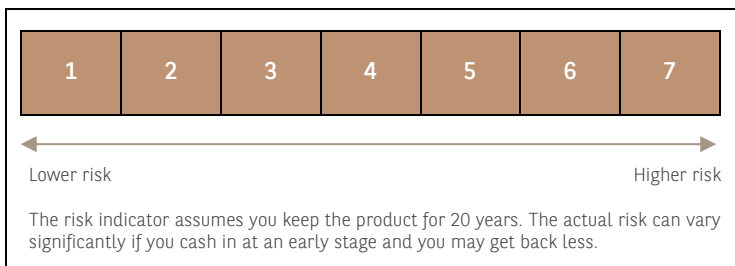 1 2 3 4 5 6 7
Lower risk Higher risk
The risk indicator assumes you keep the product for 20 years. The actual risk can vary
significantly if you cash in at an early stage and you may get back less.